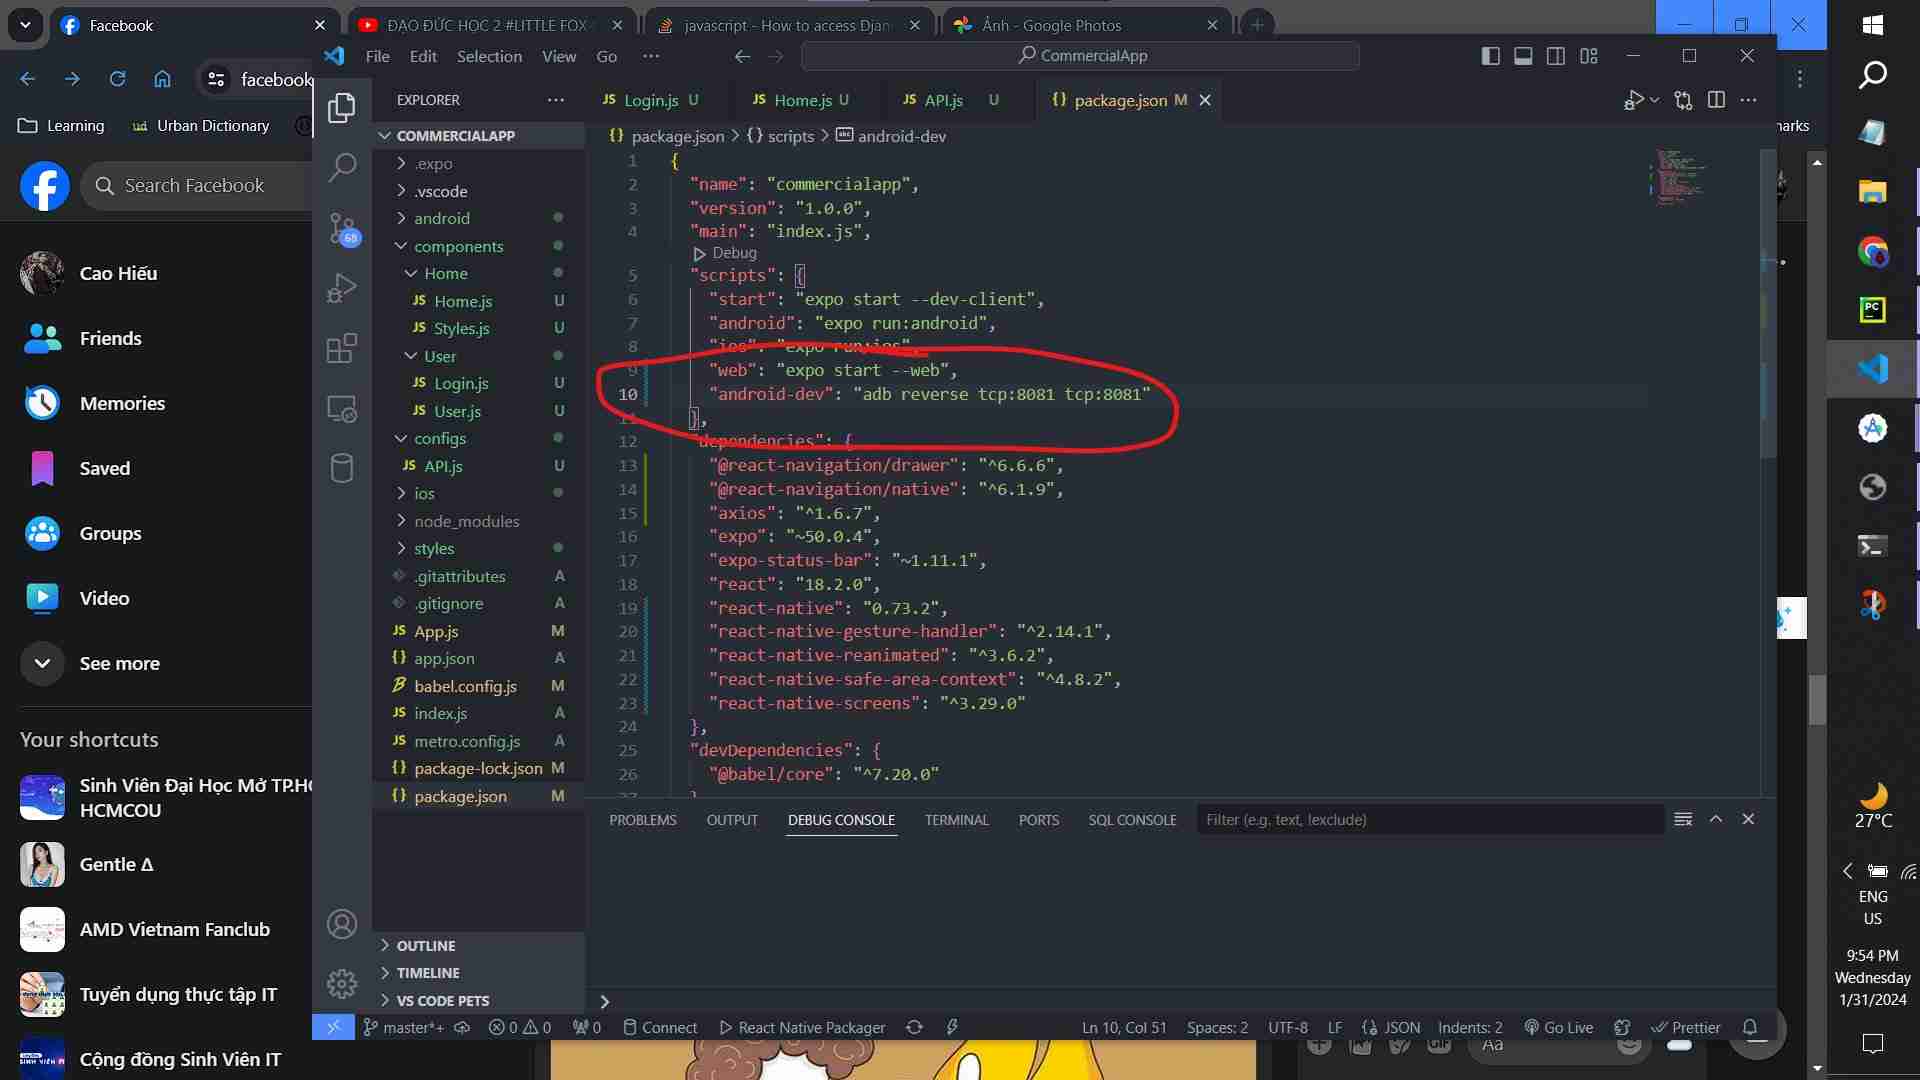 Facebook
ĐẠO ĐỨC HỌC 2 #LITTLE FOX
javascript - How to access Djan
Ảnh - Google Photos
facebook
Learning
Urban Dictionary
marks
File Edit Selection View Go
CommercialApp
Search Facebook
Cao Hiếu
Friends
Memories
Saved
Groups
Video
See more
Your shortcuts
Sinh Viên Đại Học Mở TP.HC
HCMCOU
Gentle Δ
AMD Vietnam Fanclub
Tuyển dụng thực tập IT
Cộng đồng Sinh Viên IT
68
EXPLORER
COMMERCIALAPP
.expo
.vscode
android
components
Home
JS Home.js U
JS Styles.js U
User
JS Login.js U
JS User.js U
configs
JS API.js U
ios
node_modules
styles
.gitattributes A
.gitignore A
JS App.js M
{} app.json A
babel.config.js M
JS index.js A
JS metro.config.js A
{} package-lock.json M
{} package.json M
OUTLINE
TIMELINE
VS CODE PETS
JS Login.js U
JS Home.js U
JS API.js U
{} package.json M
{} package.json > {} scripts > abc android-dev
1 {
2 "name": "commercialapp",
3 "version": "1.0.0",
4 "main": "index.js",
Debug
5 "scripts": {
6 "start": "expo start --dev-client",
7 "android": "expo run:android",
8 "ios": "expo run:ios",
9 "web": "expo start --web",
10 "android-dev": "adb reverse tcp:8081 tcp:8081"
11 },
12 "dependencies": {
13 "@react-navigation/drawer": "^6.6.6",
14 "@react-navigation/native": "^6.1.9",
15 "axios": "^1.6.7",
16 "expo": "~50.0.4",
17 "expo-status-bar": "~1.11.1",
18 "react": "18.2.0",
19 "react-native": "0.73.2",
20 "react-native-gesture-handler": "^2.14.1",
21 "react-native-reanimated": "^3.6.2",
22 "react-native-safe-area-context": "^4.8.2",
23 "react-native-screens": "^3.29.0"
24 },
25 "devDependencies": {
26 "@babel/core": "^7.20.0"
27 }
PROBLEMS OUTPUT DEBUG CONSOLE TERMINAL PORTS SQL CONSOLE
Filter (e.g. text, !exclude)
master*+ 0 0 0 Connect React Native Packager
Ln 10, Col 51 Spaces: 2 UTF-8 LF {} JSON Indents: 2 Go Live Prettier
GIF
Aa
PC
27°C
ENG
US
9:54 PM
Wednesday
1/31/2024